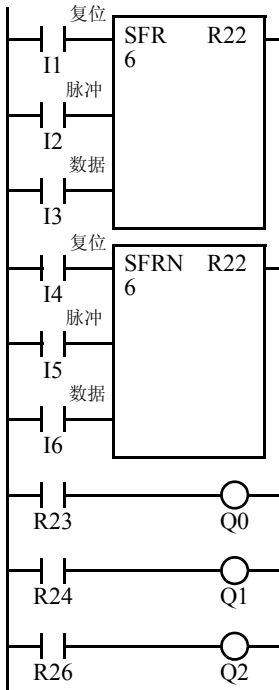 复位
SFR R22
6
I1
脉冲
I2
数据
I3
复位
SFRN R22
6
I4
脉冲
I5
数据
I6
R23 Q0
R24 Q1
R26 Q2